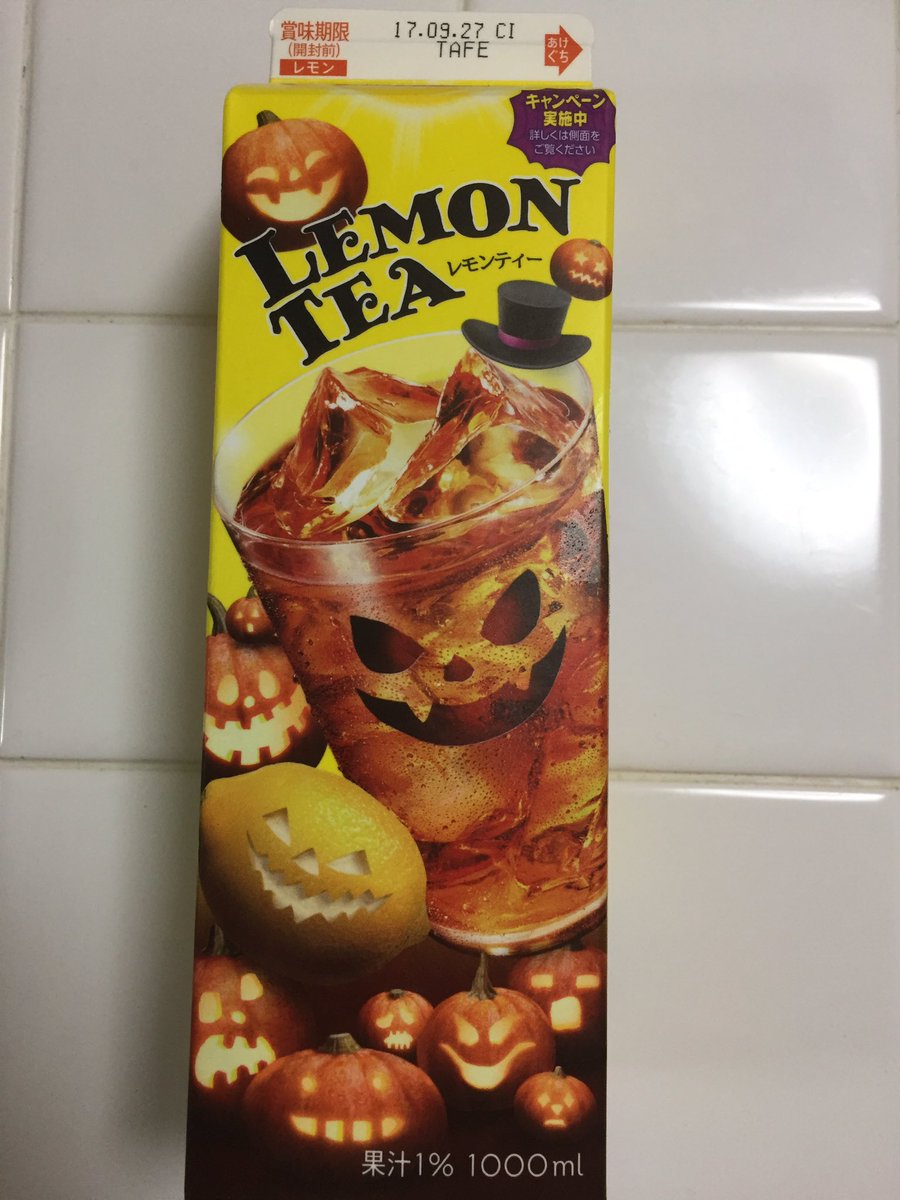 賞味期限
(開封前)
レモン
17.09.27 CI
TAFE
あけ
ぐち
キャンペーン
実施中
詳しくは側面を
ご覧ください
LEMON
TEA
レモンティー
果汁1% 1000ml